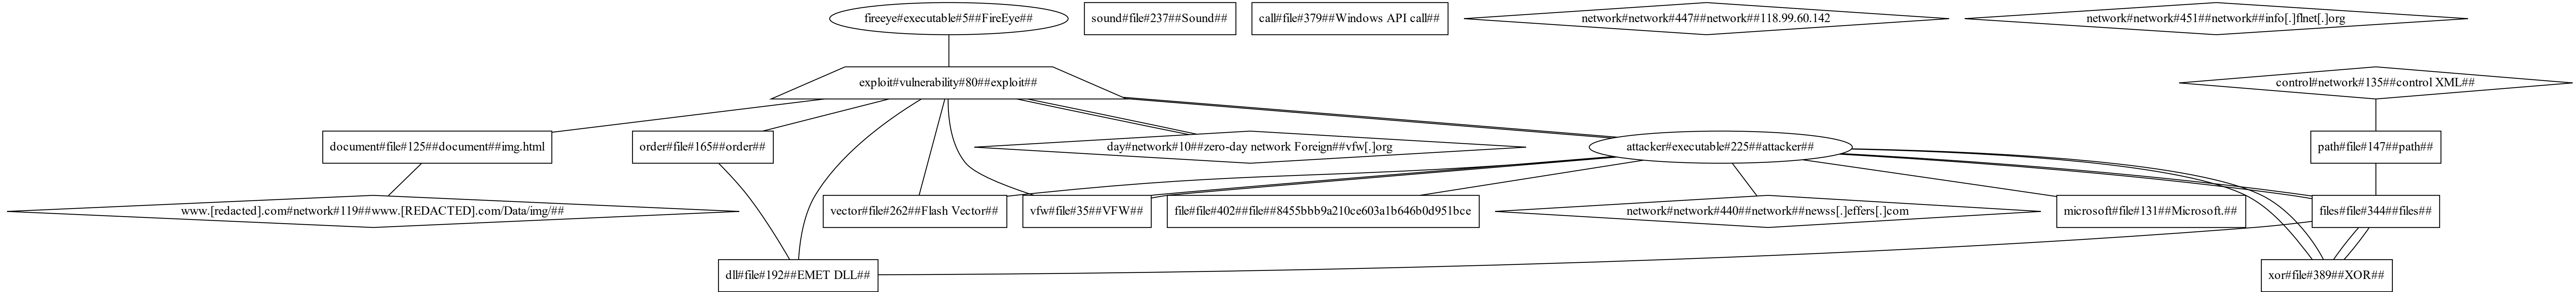 fireeye#executable#5##FireEye##
sound#file#237##Sound##
call#file#379##Windows API call##
network#network#447##network##118.99.60.142
network#network#451##network##info[.]flnet[.]org
exploit#vulnerability#80##exploit##
control#network#135##control XML##
document#file#125##document##img.html
order#file#165##order##
day#network#10##zero-day network Foreign##vfw[.]org
attacker#executable#225##attacker##
path#file#147##path##
www.[redacted].com#network#119##www.[REDACTED].com/Data/img/##
vector#file#262##Flash Vector##
vfw#file#35##VFW##
file#file#402##file##8455bbb9a210ce603a1b646b0d951bce
network#network#440##network##newss[.]effers[.]com
microsoft#file#131##Microsoft.##
files#file#344##files##
dll#file#192##EMET DLL##
xor#file#389##XOR##